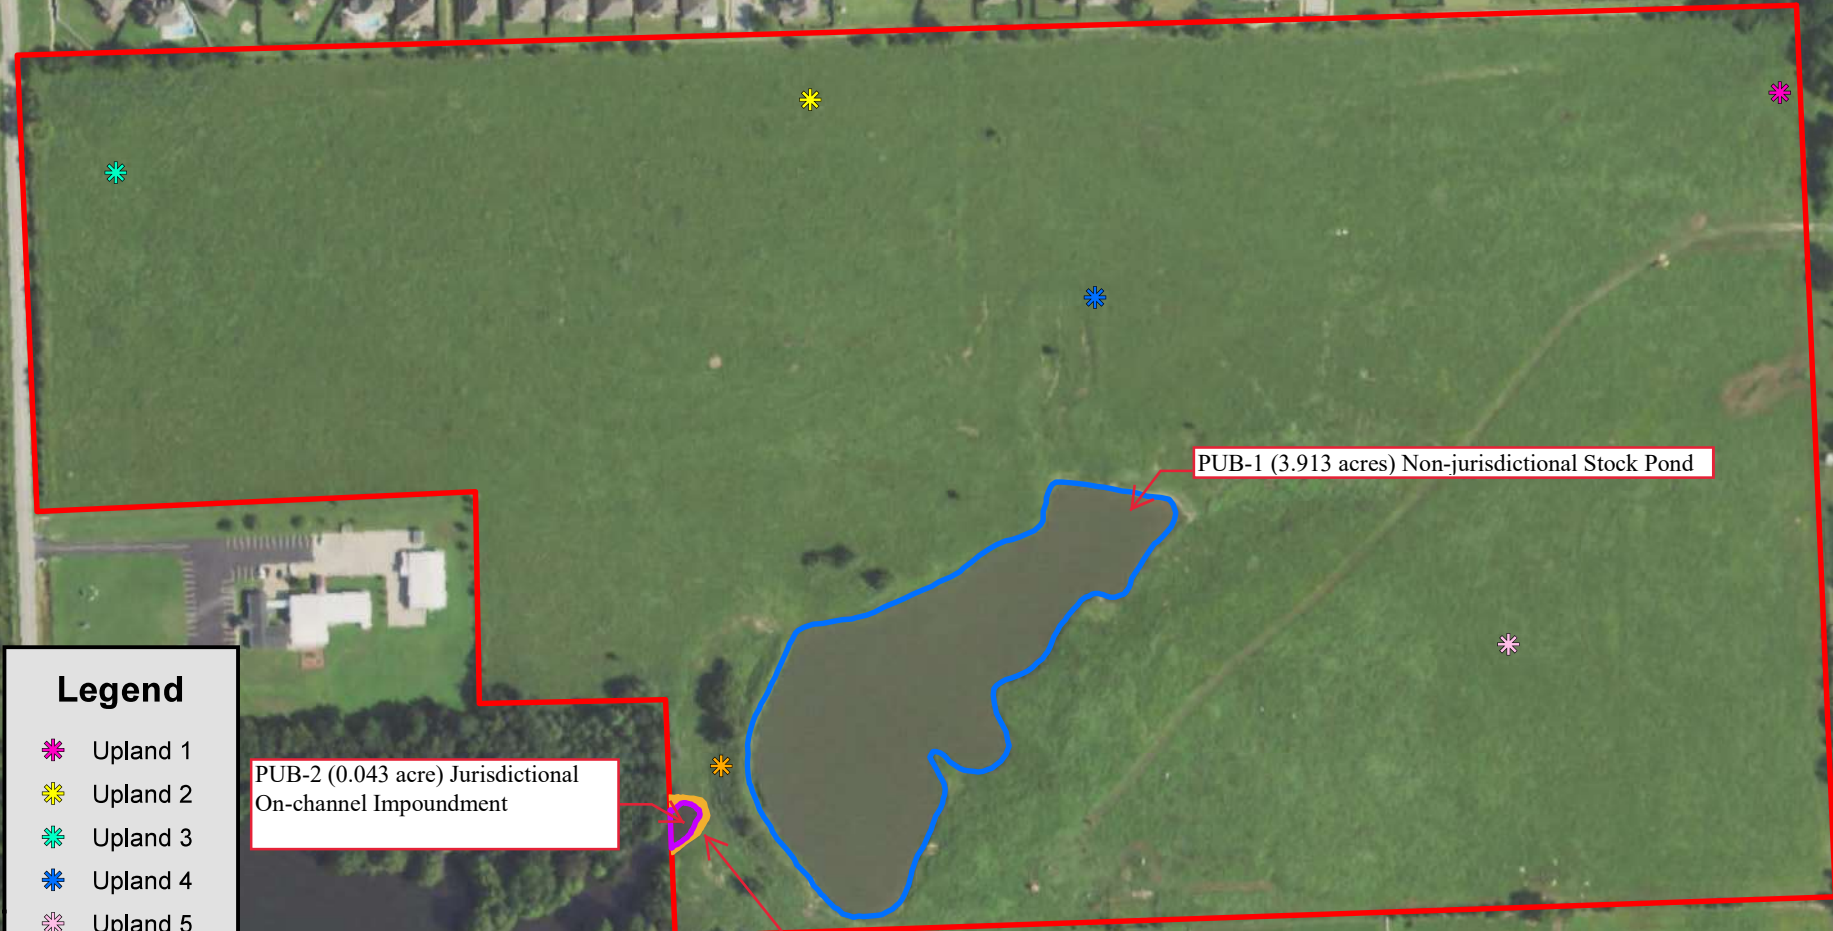 PUB-1 (3.913 acres) Non-jurisdictional Stock Pond
PUB-2 (0.043 acre) Jurisdictional
On-channel Impoundment
Legend
Upland 1
Upland 2
Upland 3
Upland 4
Upland 5